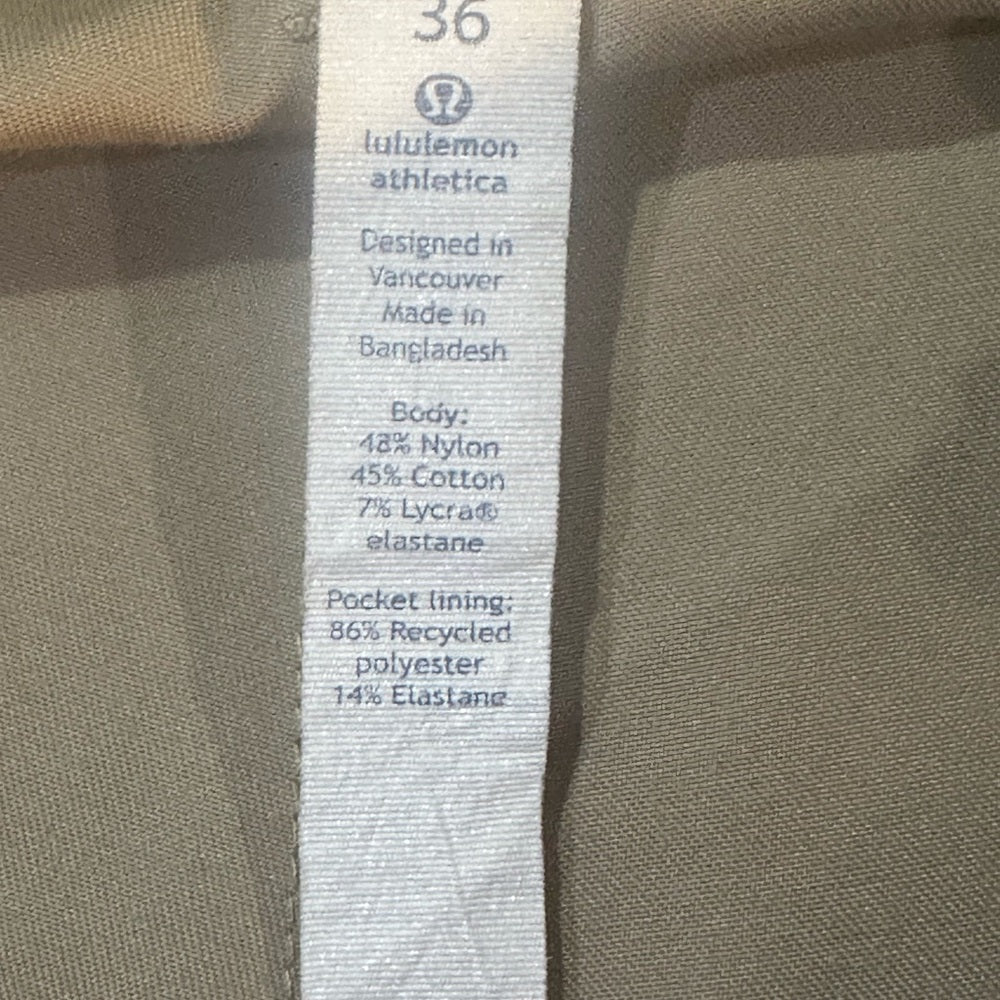 36
lululemon
athletica
Designed in
Vancouver
Made in
Bangladesh
Body:
48% Nylon
45% Cotton
7% Lycra®
elastane
Pocket lining:
86% Recycled
polyester
14% Elastane